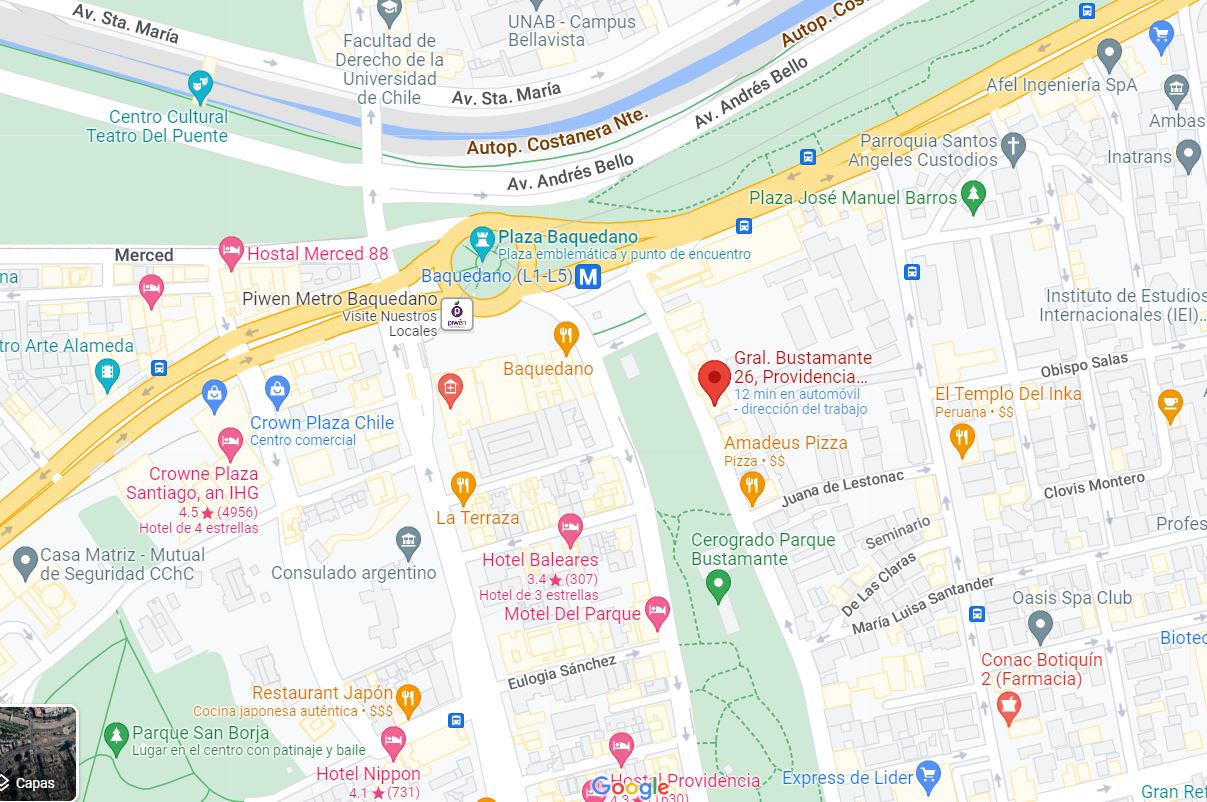 Av. Sta. María
Facultad de
Derecho de la
Universidad
de Chile
UNAB - Campus
Bellavista
Autop. Costa
Av. Sta. María
Av. Andrés Bello
Afel Ingeniería SpA
Ambas
Centro Cultural
Teatro Del Puente
Autop. Costanera Nte.
Av. Andrés Bello
Parroquia Santos
Angeles Custodios
Inatrans
Plaza José Manuel Barros
Merced
Hostal Merced 88
Plaza Baquedano
Plaza emblemática y punto de encuentro
Baquedano (L1-L5)
M
na
Piwen Metro Baquedano
Visite Nuestros
Locales
piwén
Instituto de Estudios
Internacionales (IEI)...
tro Arte Alameda
Baquedano
Gral. Bustamante
26, Providencia...
12 min en automóvil
- dirección del trabajo
Obispo Salas
El Templo Del Inka
Peruana • $$
Crown Plaza Chile
Centro comercial
Amadeus Pizza
Pizza • $$
Crowne Plaza
Santiago, an IHG
4.5 ★ (4956)
Hotel de 4 estrellas
Juana de Lestonac
Clovis Montero
La Terraza
Seminario
Profes
Casa Matriz - Mutual
de Seguridad CChC
Consulado argentino
Hotel Baleares
3.4 ★ (307)
Hotel de 3 estrellas
Cerogrado Parque
Bustamante
De Las Claras
María Luisa Santander
Oasis Spa Club
Motel Del Parque
Biotec
Eulogia Sánchez
Conac Botiquín
2 (Farmacia)
Restaurant Japón
Cocina japonesa auténtica • $$$
Parque San Borja
Lugar en el centro con patinaje y baile
Hotel Nippon
4.1 ★ (731)
Hostal Providencia
Google
Express de Lider
Capas
Gran Ref